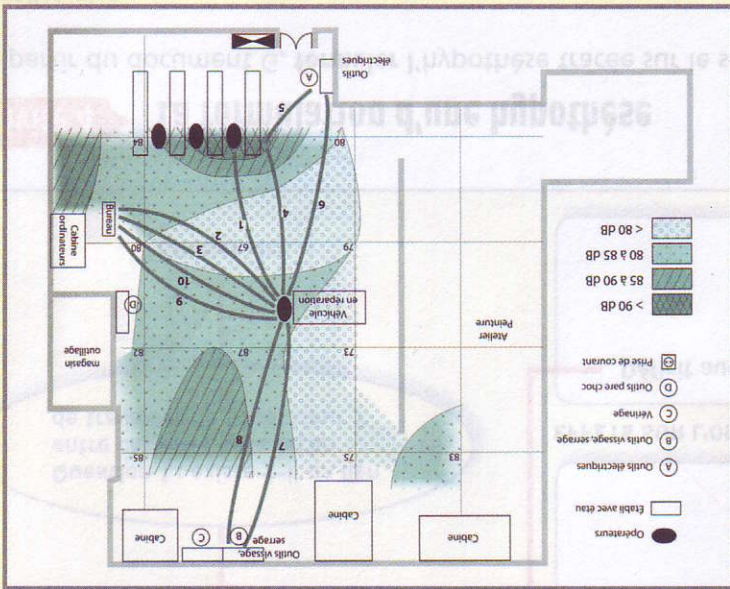 Opérateurs
Établi avec étau
A Outils électriques
B Outils vissage, serrage
C Vérinage
D Outils pare choc
Prise de courant
> 90 dB
85 à 90 dB
80 à 85 dB
< 80 dB
Cabine
Cabine
Cabine
Outils vissage,
serrage
B
C
83
75
7
8
85
Atelier
Peinture
73
87
82
magasin
outillage
Véhicule
en réparation
D
9
10
3
2
1
4
6
79
67
80
Bureau
Cabine
ordinateurs
80
84
5
A
Outils
électriques